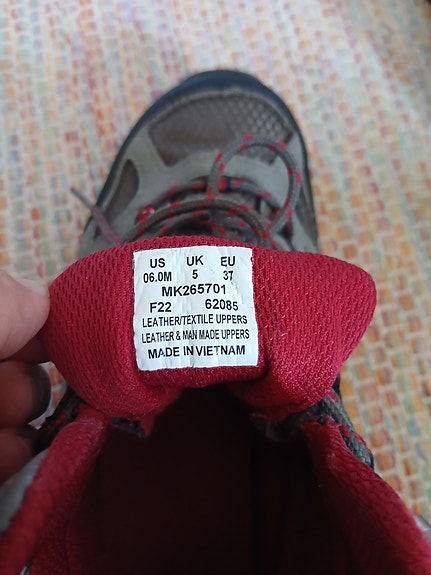 US UK EU
06.0M 5 37
MK265701
F22 62085
LEATHER/TEXTILE UPPERS
LEATHER & MAN MADE UPPERS
MADE IN VIETNAM